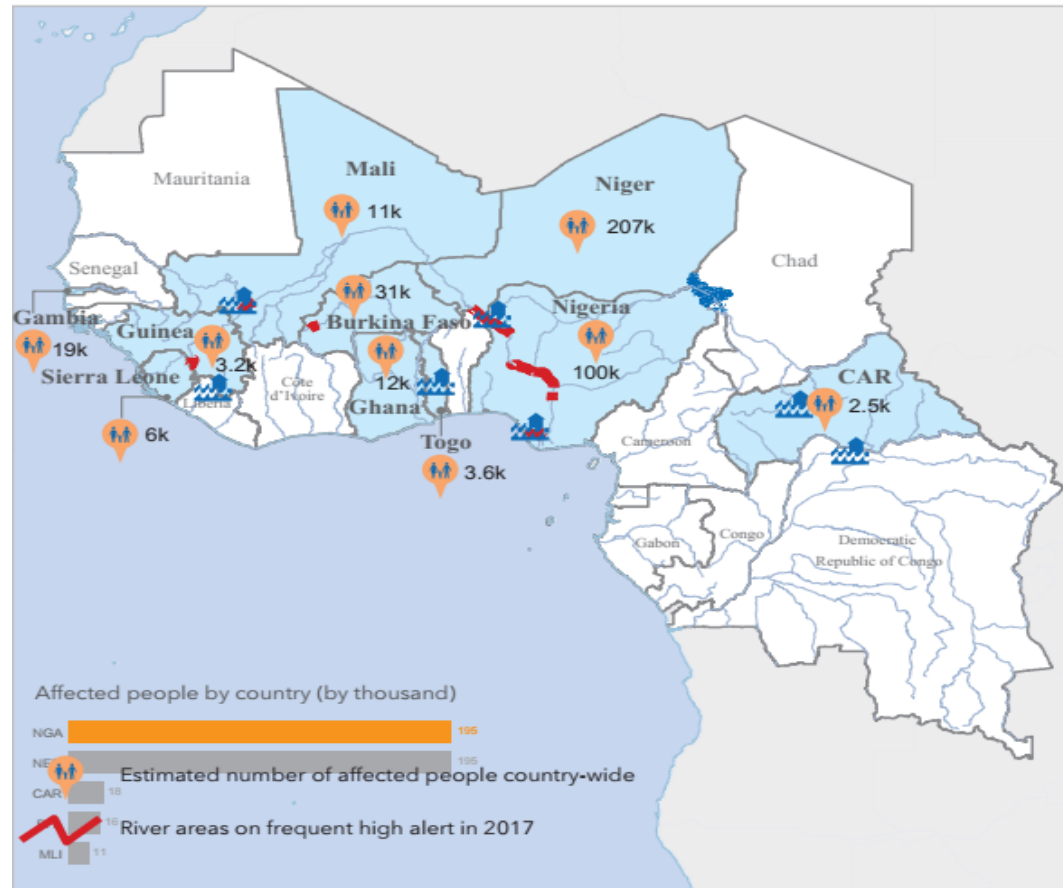 Mali
Niger
Mauritania
11k
207k
Chad
Senegal
31k
Nigeria
Gambia
Guinea
Burkina Faso
19k
3.2k
12k
100k
CAR
Sierra Leone
Côte
d'Ivoire
2.5k
Liberia
Ghana
6k
Togo
Cameroon
3.6k
Gabon
Congo
Democratic
Republic of Congo
Affected people by country (by thousand)
NGA 195
195
Estimated number of affected people country-wide
CAR 18
16
River areas on frequent high alert in 2017
MLI 11